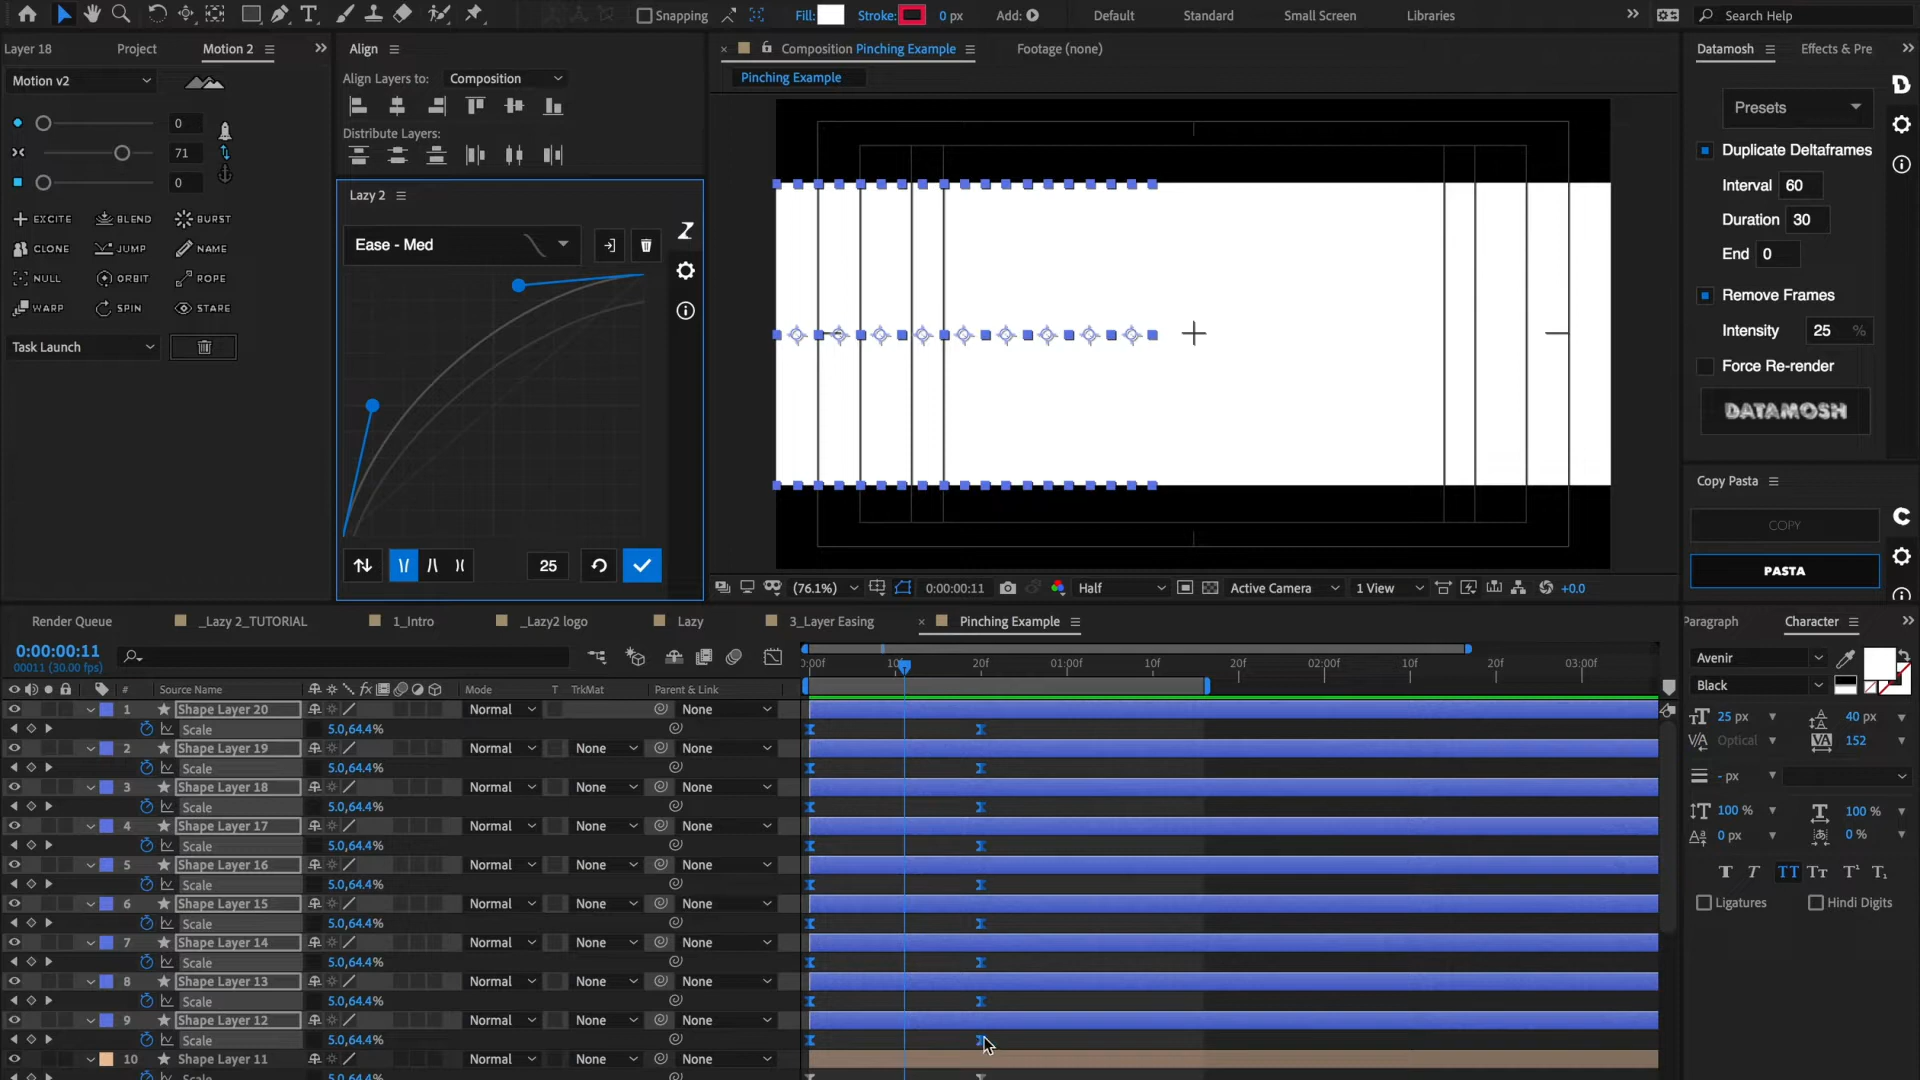 Snapping
Fill:
Stroke:
0 px
Add:
Default
Standard
Small Screen
Libraries
Search Help
Layer 18
Project
Motion 2
Motion v2
0
71
0
EXCITE
BLEND
BURST
CLONE
JUMP
NAME
NULL
ORBIT
ROPE
WARP
SPIN
STARE
Task Launch
Align
Align Layers to:
Composition
Distribute Layers:
Lazy 2
Ease - Med
25
Composition Pinching Example
Footage (none)
Pinching Example
(76.1%)
0:00:00:11
Half
Active Camera
1 View
+0.0
Datamosh
Effects & Pre
Presets
Duplicate Deltaframes
Interval 60
Duration 30
End 0
Remove Frames
Intensity 25 %
Force Re-render
DATAMOSH
Copy Pasta
COPY
PASTA
Render Queue
_Lazy 2_TUTORIAL
1_Intro
_Lazy2 logo
Lazy
3_Layer Easing
Pinching Example
0:00:00:11
00011 (30.00 fps)
:00f
10f
20f
01:00f
10f
20f
02:00f
10f
20f
03:00f
# Source Name
Mode
T TrkMat
Parent & Link
1 Shape Layer 20 Normal None
Scale 5.0,64.4%
2 Shape Layer 19 Normal None None
Scale 5.0,64.4%
3 Shape Layer 18 Normal None None
Scale 5.0,64.4%
4 Shape Layer 17 Normal None None
Scale 5.0,64.4%
5 Shape Layer 16 Normal None None
Scale 5.0,64.4%
6 Shape Layer 15 Normal None None
Scale 5.0,64.4%
7 Shape Layer 14 Normal None None
Scale 5.0,64.4%
8 Shape Layer 13 Normal None None
Scale 5.0,64.4%
9 Shape Layer 12 Normal None None
Scale 5.0,64.4%
10 Shape Layer 11 Normal None None
Paragraph
Character
Avenir
Black
25 px
40 px
Optical
152
- px
100 %
100 %
0 px
0 %
Ligatures
Hindi Digits